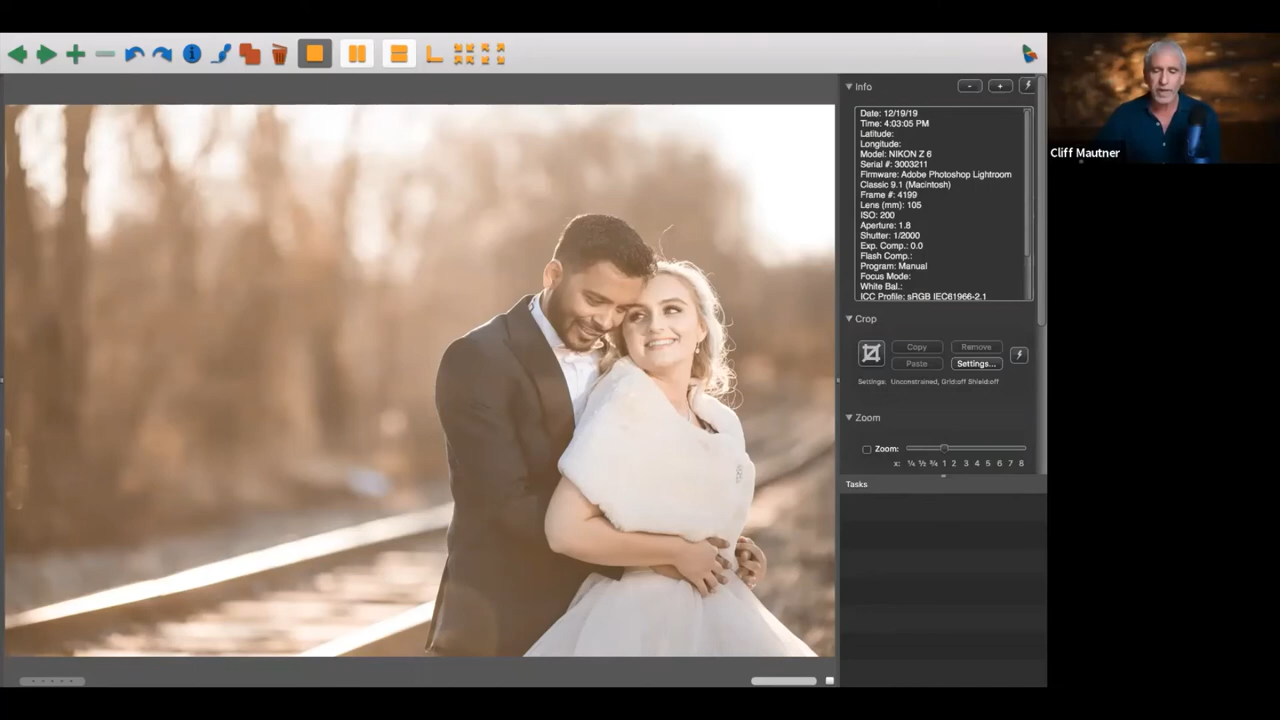 Info
- +
Date: 12/19/19
Time: 4:03:05 PM
Latitude:
Longitude:
Model: NIKON Z 6
Serial #: 3003211
Firmware: Adobe Photoshop Lightroom
Classic 9.1 (Macintosh)
Frame #: 4199
Lens (mm): 105
ISO: 200
Aperture: 1.8
Shutter: 1/2000
Exp. Comp.: 0.0
Flash Comp.:
Program: Manual
Focus Mode:
White Bal.:
ICC Profile: sRGB IEC61966-2.1
Cliff Mautner
Crop
Copy Remove
Paste Settings...
Settings: Unconstrained, Grid:off Shield:off
Zoom
Zoom:
x: ¼ ½ ¾ 1 2 3 4 5 6 7 8
Tasks